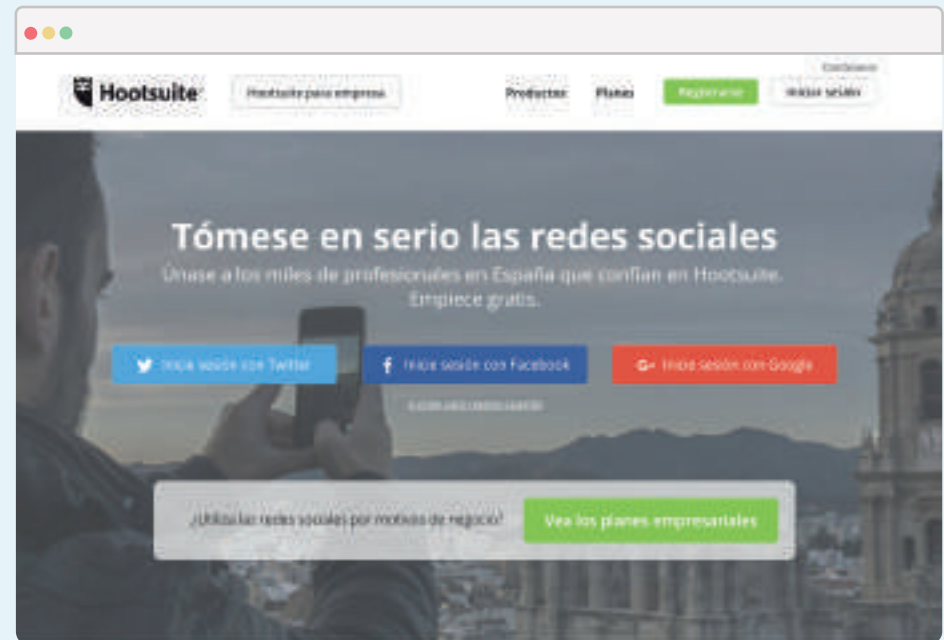 Hootsuite
Hootsuite para empresa
Productos
Planes
Registrarse
Iniciar sesión
Tómese en serio las redes sociales
Únase a los miles de profesionales en España que confían en Hootsuite.
Empiece gratis.
Inicie sesión con Twitter
Inicie sesión con Facebook
G+ Inicie sesión con Google
¿Utiliza las redes sociales por motivos de negocio?
Vea los planes empresariales